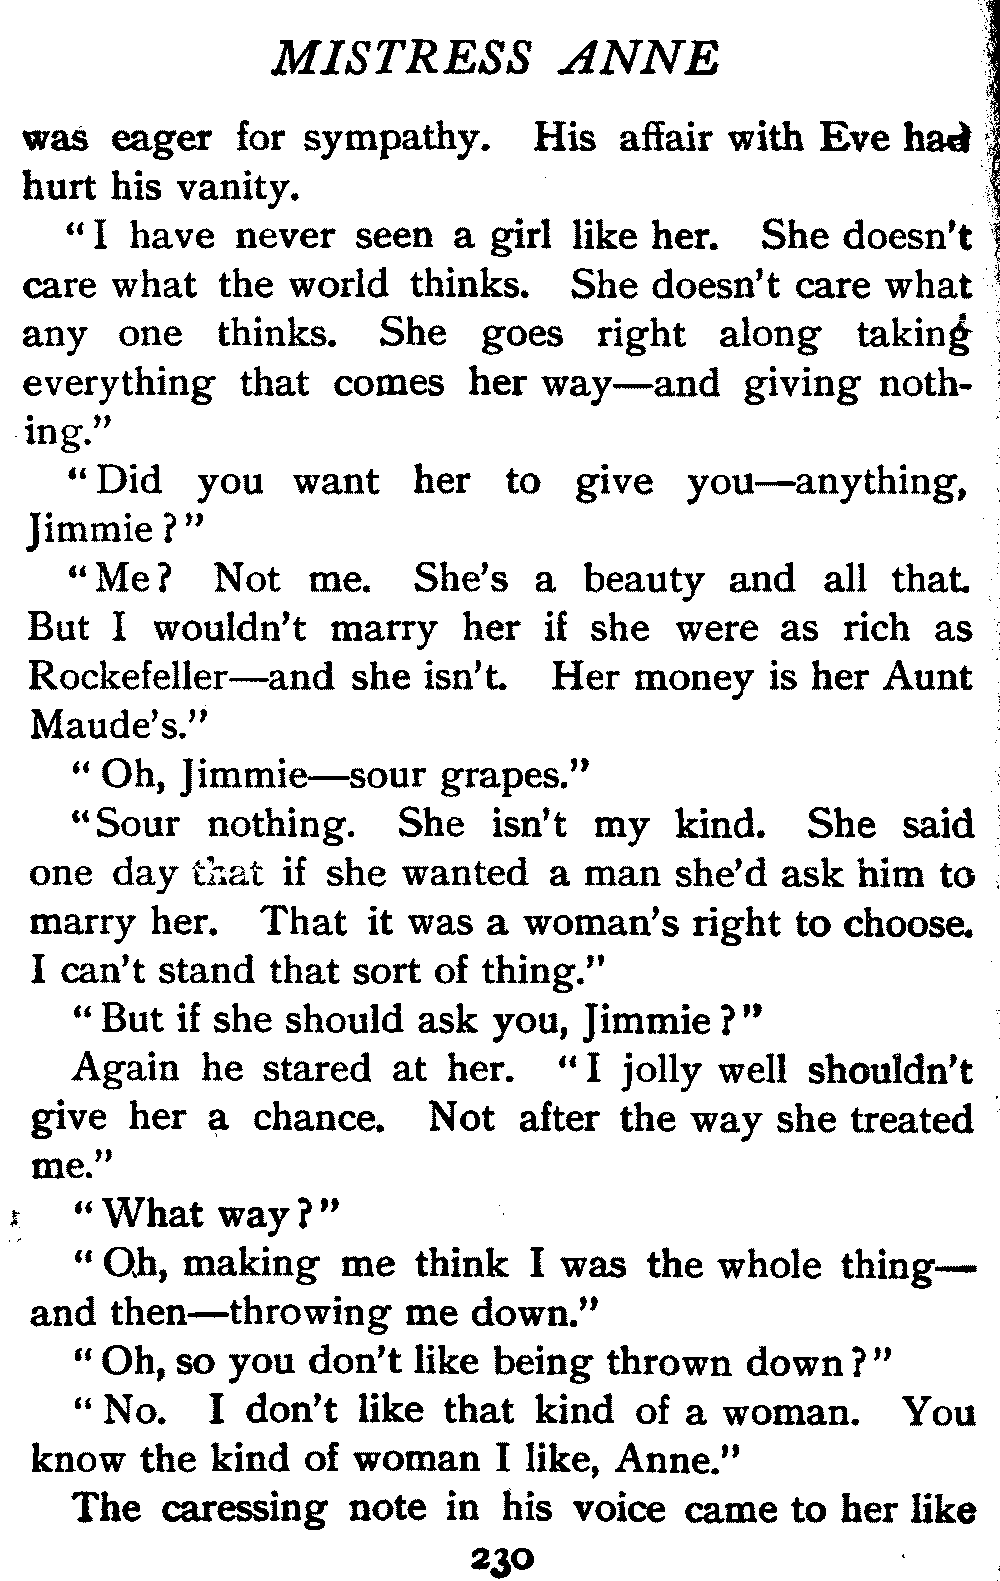 MISTRESS ANNE
was eager for sympathy. His affair with Eve had
hurt his vanity.
"I have never seen a girl like her. She doesn't
care what the world thinks. She doesn't care what
any one thinks. She goes right along taking
everything that comes her way—and giving noth-
ing."
"Did you want her to give you—anything,
Jimmie?"
"Me? Not me. She's a beauty and all that.
But I wouldn't marry her if she were as rich as
Rockefeller—and she isn't. Her money is her Aunt
Maude's."
"Oh, Jimmie—sour grapes."
"Sour nothing. She isn't my kind. She said
one day that if she wanted a man she'd ask him to
marry her. That it was a woman's right to choose.
I can't stand that sort of thing."
"But if she should ask you, Jimmie?"
Again he stared at her. "I jolly well shouldn't
give her a chance. Not after the way she treated
me."
"What way?"
"Oh, making me think I was the whole thing—
and then—throwing me down."
"Oh, so you don't like being thrown down?"
"No. I don't like that kind of a woman. You
know the kind of woman I like, Anne."
The caressing note in his voice came to her like
230